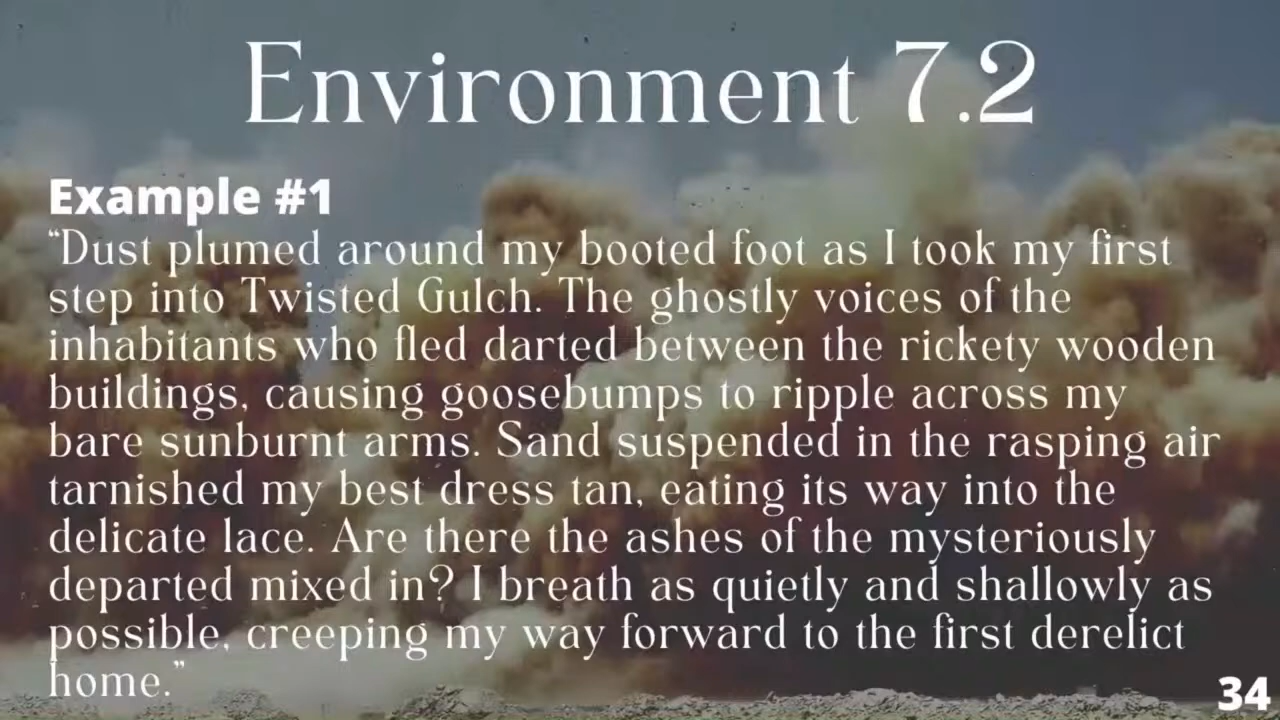 Environment 7.2
Example #1
“Dust plumed around my booted foot as I took my first
step into Twisted Gulch. The ghostly voices of the
inhabitants who fled darted between the rickety wooden
buildings, causing goosebumps to ripple across my
bare sunburnt arms. Sand suspended in the rasping air
tarnished my best dress tan, eating its way into the
delicate lace. Are there the ashes of the mysteriously
departed mixed in? I breath as quietly and shallowly as
possible, creeping my way forward to the first derelict
home.”
34